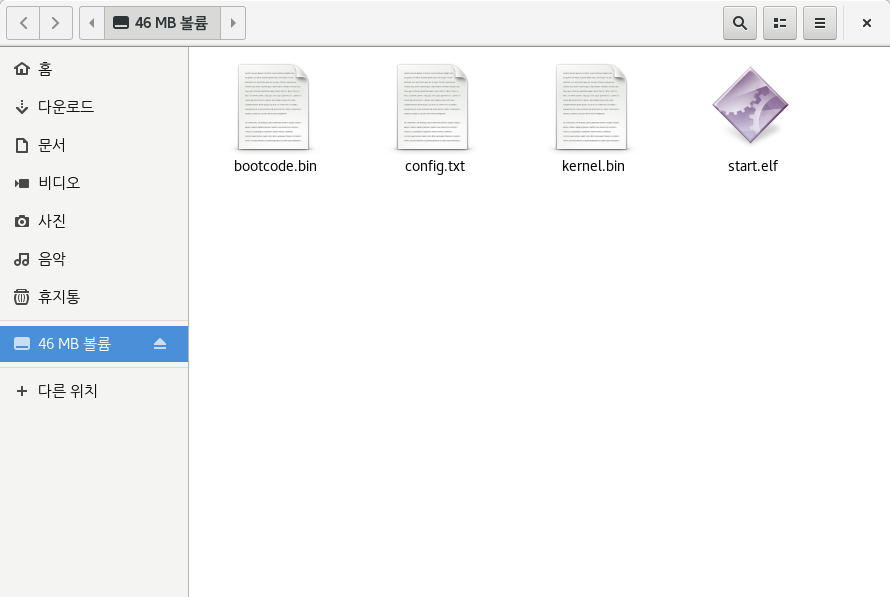 46 MB 볼륨
홈
다운로드
문서
비디오
사진
음악
휴지통
46 MB 볼륨
다른 위치
bootcode.bin
config.txt
kernel.bin
start.elf